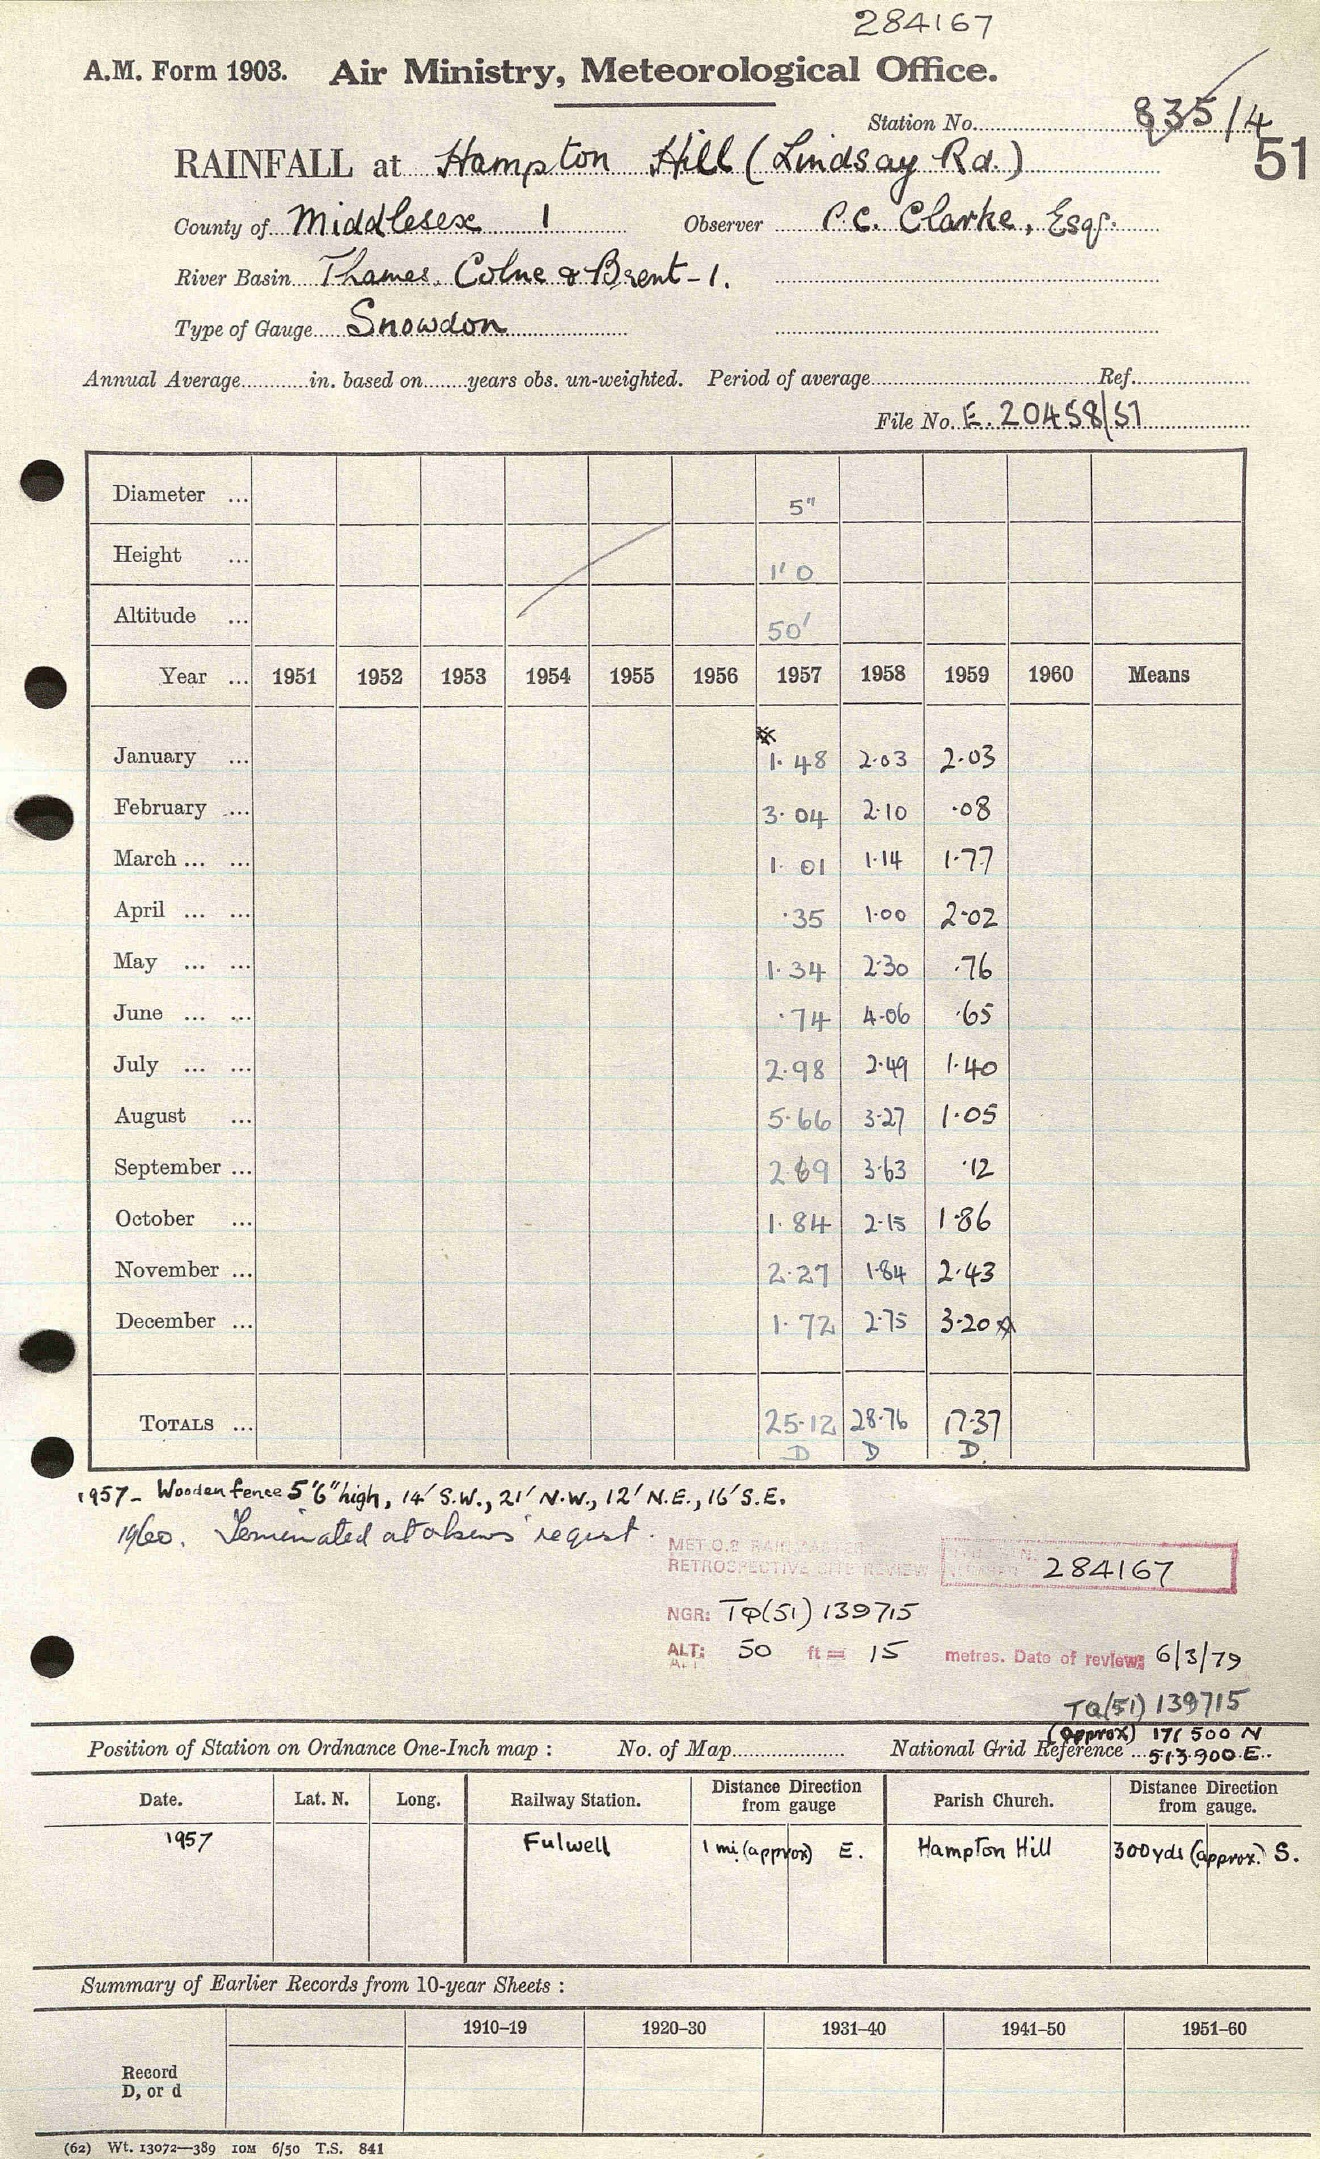 284167
A.M. Form 1903. Air Ministry, Meteorological Office.
Station No. 835/4
51
RAINFALL at Hampton Hill (Lindsay Rd.)
County of Middlesex 1 Observer P.C. Clarke, Esq.
River Basin Thames, Colne & Brent-1.
Type of Gauge Snowdon
Annual Average in. based on years obs. un-weighted. Period of average Ref.
File No. E.20458/51
Diameter ... 5"
Height ... 1' 0
Altitude ... 50'
Year ... 1951 1952 1953 1954 1955 1956 1957 1958 1959 1960 Means
January ... 1.48 2.03 2.03
February ... 3.04 2.10 .08
March ... ... 1.01 1.14 1.77
April ... ... .35 1.00 2.02
May ... ... 1.34 2.30 .76
June ... ... .74 4.06 .65
July ... ... 2.98 2.49 1.40
August ... 5.66 3.27 1.05
September ... 2.69 3.63 .12
October ... 1.84 2.15 1.86
November ... 2.27 1.84 2.43
December ... 1.72 2.75 3.20
TOTALS ... 25.12 28.76 17.37
D D D.
1957- Wooden fence 5'6" high, 14' S.W., 21' N.W., 12' N.E., 16' S.E.
1960. Terminated at obsers' request.
MET O.8
RETROSPECTIVE SITE REVIEW 284167
NGR: TQ(51) 139715
ALT: 50 ft = 15 metres. Date of review: 6/3/79
TQ(51) 139715
(approx) 171500 N
Position of Station on Ordnance One-Inch map : No. of Map National Grid Reference 513900 E.
Date. Lat. N. Long. Railway Station. Distance Direction from gauge Parish Church. Distance Direction from gauge.
1957 Fulwell 1 mi (approx) E. Hampton Hill 300yds (approx.) S.
Summary of Earlier Records from 10-year Sheets :
1910–19 1920–30 1931–40 1941–50 1951–60
Record
D, or d
(62) Wt. 13072—389 IOM 6/50 T.S. 841